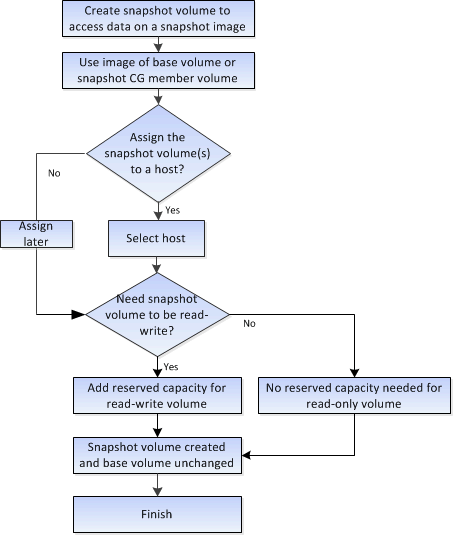 Create snapshot volume to
access data on a snapshot image
Use image of base volume or
snapshot CG member volume
Assign the
snapshot volume(s)
to a host?
No
Yes
Assign
later
Select host
Need snapshot
volume to be read-
write?
No
Yes
Add reserved capacity for
read-write volume
No reserved capacity needed for
read-only volume
Snapshot volume created
and base volume unchanged
Finish